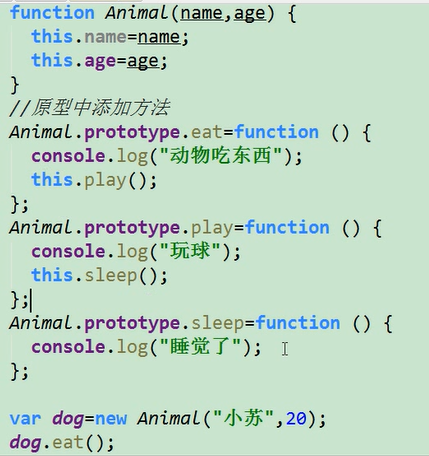 function Animal(name,age) {
  this.name=name;
  this.age=age;
}
//原型中添加方法
Animal.prototype.eat=function () {
  console.log("动物吃东西");
  this.play();
};
Animal.prototype.play=function () {
  console.log("玩球");
  this.sleep();
};
Animal.prototype.sleep=function () {
  console.log("睡觉了");
};
var dog=new Animal("小苏",20);
dog.eat();